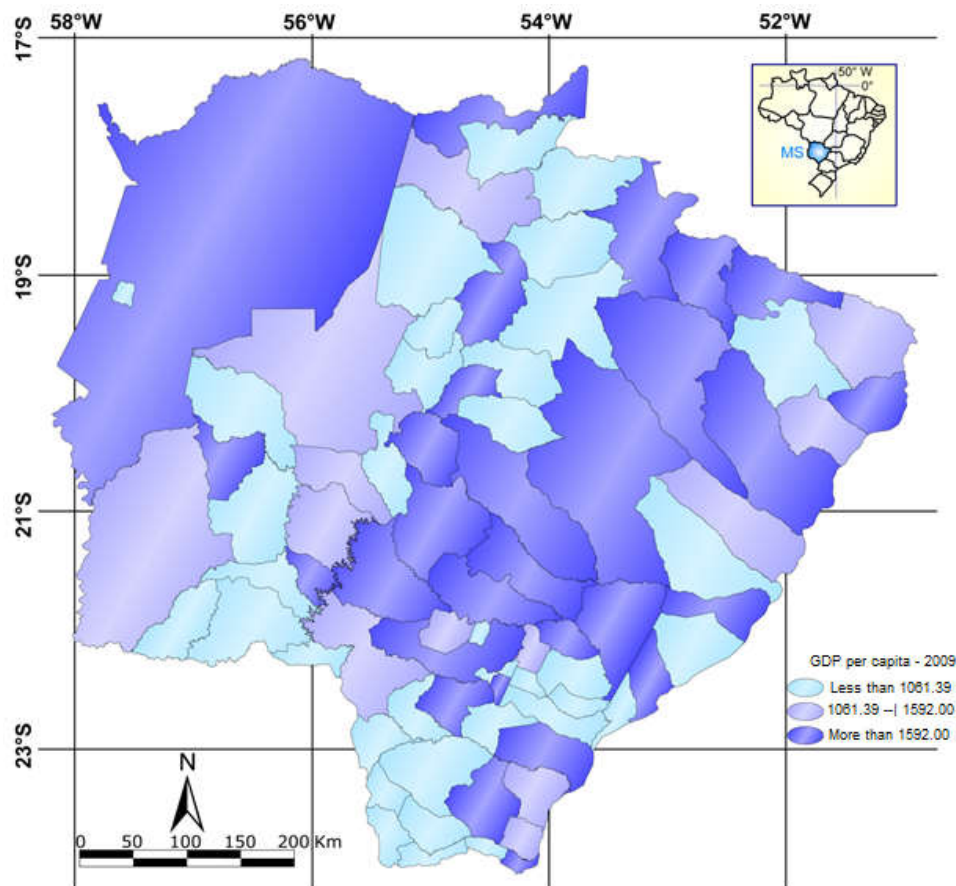 58°W 56°W 54°W 52°W
17°S
50° W
0°
MS
19°S
21°S
GDP per capita - 2009
Less than 1061.39
1061.39 --| 1592.00
More than 1592.00
23°S
N
0 50 100 150 200 Km